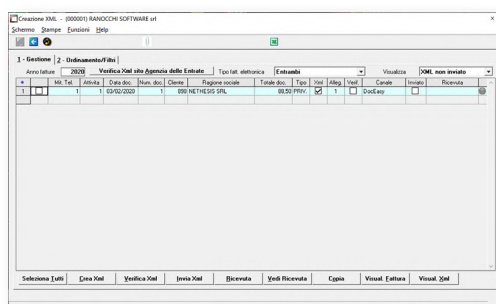 Creazione XML - (000001) RANOCCHI SOFTWARE srl
Schermo Stampe Funzioni Help
1 - Gestione 2 - Ordinamento/Filtri
Anno fatture 2020 Verifica Xml sito Agenzia delle Entrate Tipo fatt. elettronica Entrambi Visualizza XML non inviato
Mit. Tel. Attività Data doc. Num. doc. Cliente Ragione sociale Totale doc. Tipo Xml Alleg. Verif. Canale Inviato Ricevuta
1 1 1 03/02/2020 1 890 NETHESIS SRL 88,50 PRIV. 1 DocEasy
Seleziona Tutti Crea Xml Verifica Xml Invia Xml Ricevuta Vedi Ricevuta Copia Visual. Fattura Visual. Xml